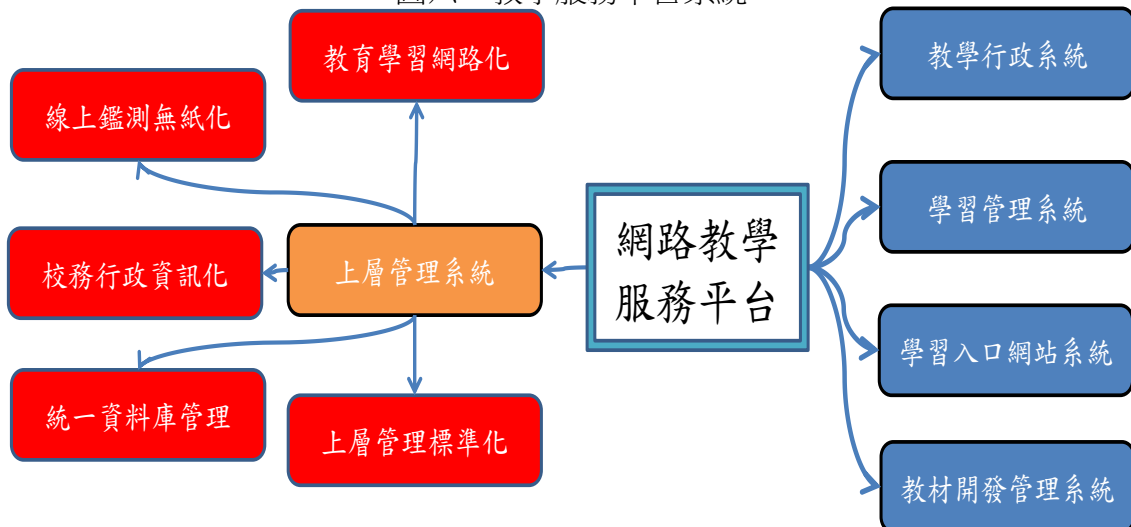 教育學習網路化
教學行政系統
線上鑑測無紙化
學習管理系統
網路教學
服務平台
校務行政資訊化
上層管理系統
學習入口網站系統
統一資料庫管理
上層管理標準化
教材開發管理系統